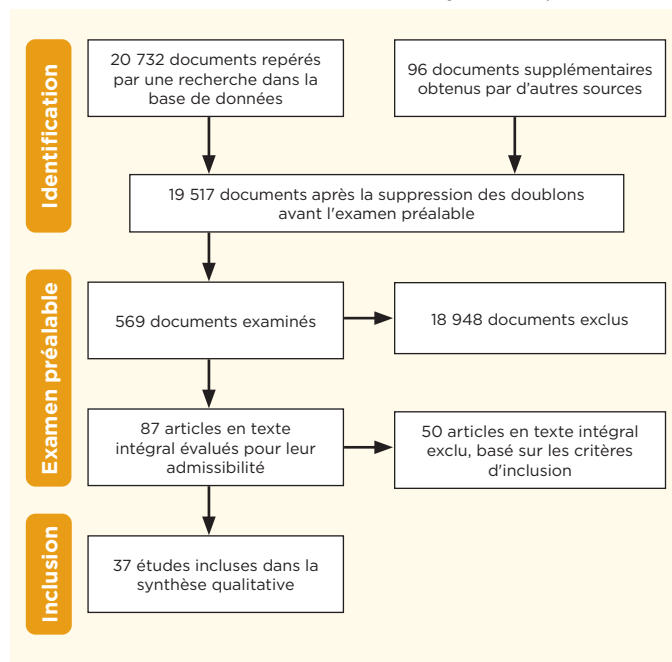 Identification
20 732 documents repérés
par une recherche dans la
base de données
96 documents supplémentaires
obtenus par d'autres sources
19 517 documents après la suppression des doublons
avant l'examen préalable
Examen préalable
569 documents examinés
18 948 documents exclus
87 articles en texte
intégral évalués pour leur
admissibilité
50 articles en texte intégral
exclu, basé sur les critères
d'inclusion
Inclusion
37 études incluses dans la
synthèse qualitative